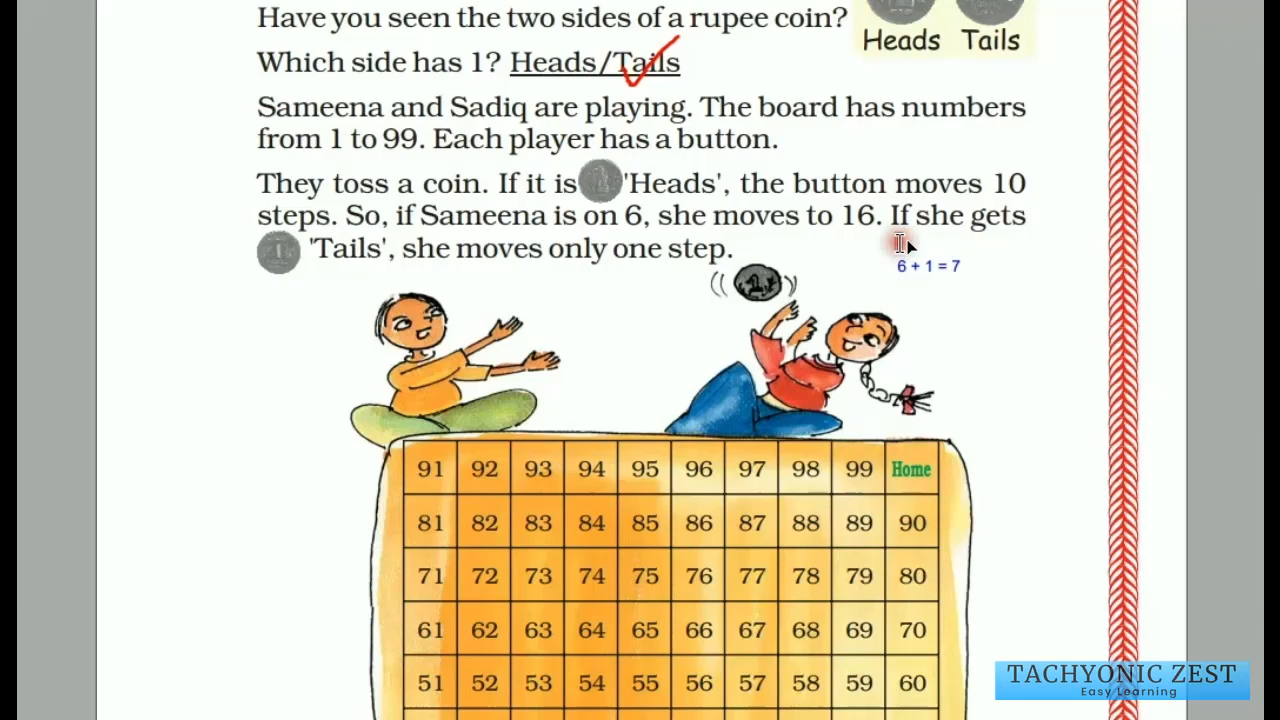 Have you seen the two sides of a rupee coin?
Heads Tails
Which side has 1? Heads/Tails
Sameena and Sadiq are playing. The board has numbers
from 1 to 99. Each player has a button.
They toss a coin. If it is 'Heads', the button moves 10
steps. So, if Sameena is on 6, she moves to 16. If she gets
'Tails', she moves only one step.
6 + 1 = 7
1
91 92 93 94 95 96 97 98 99 Home
81 82 83 84 85 86 87 88 89 90
71 72 73 74 75 76 77 78 79 80
61 62 63 64 65 66 67 68 69 70
51 52 53 54 55 56 57 58 59 60
TACHYONIC ZEST
Easy Learning